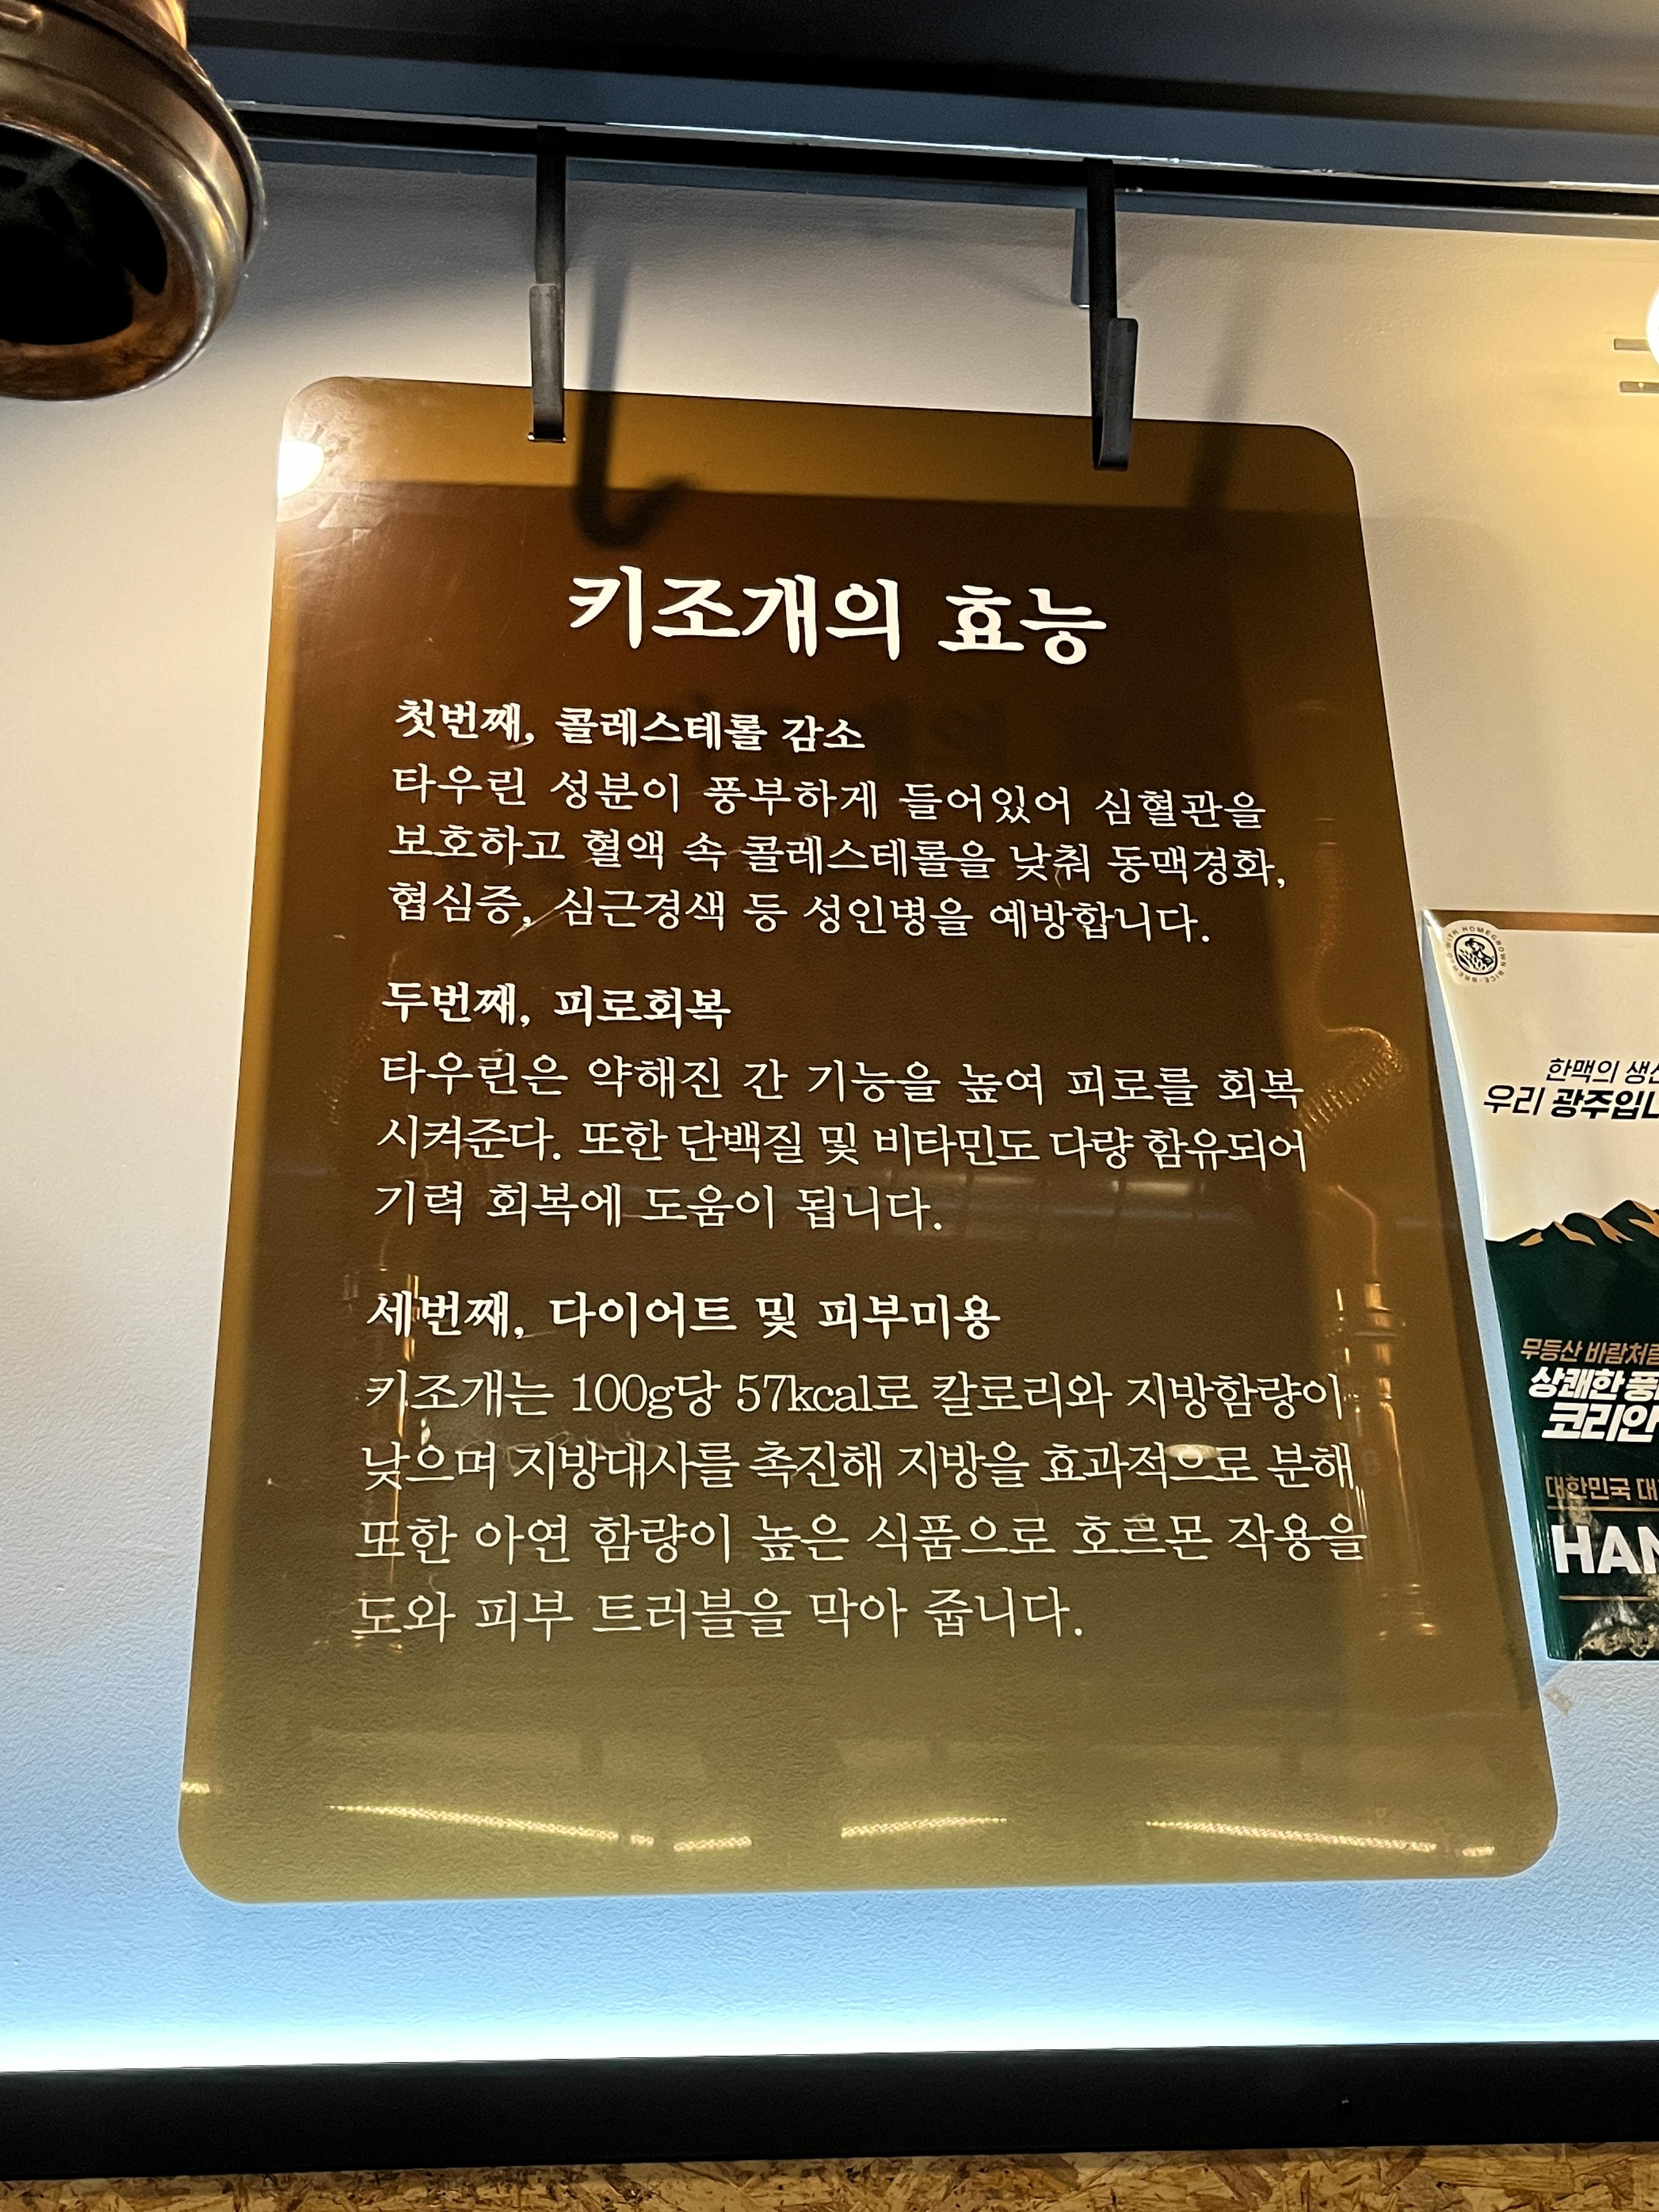 키조개의 효능
첫번째, 콜레스테롤 감소
타우린 성분이 풍부하게 들어있어 심혈관을
보호하고 혈액 속 콜레스테롤을 낮춰 동맥경화,
협심증, 심근경색 등 성인병을 예방합니다.
두번째, 피로회복
타우린은 약해진 간 기능을 높여 피로를 회복
시켜준다. 또한 단백질 및 비타민도 다량 함유되어
기력 회복에 도움이 됩니다.
세번째, 다이어트 및 피부미용
키조개는 100g당 57kcal로 칼로리와 지방함량이
낮으며 지방대사를 촉진해 지방을 효과적으로 분해
또한 아연 함량이 높은 식품으로 호르몬 작용을
도와 피부 트러블을 막아 줍니다.
WITH HOMEGROWN RICE
한맥의
우리
무등산
상쾌한
코리안
대한민국